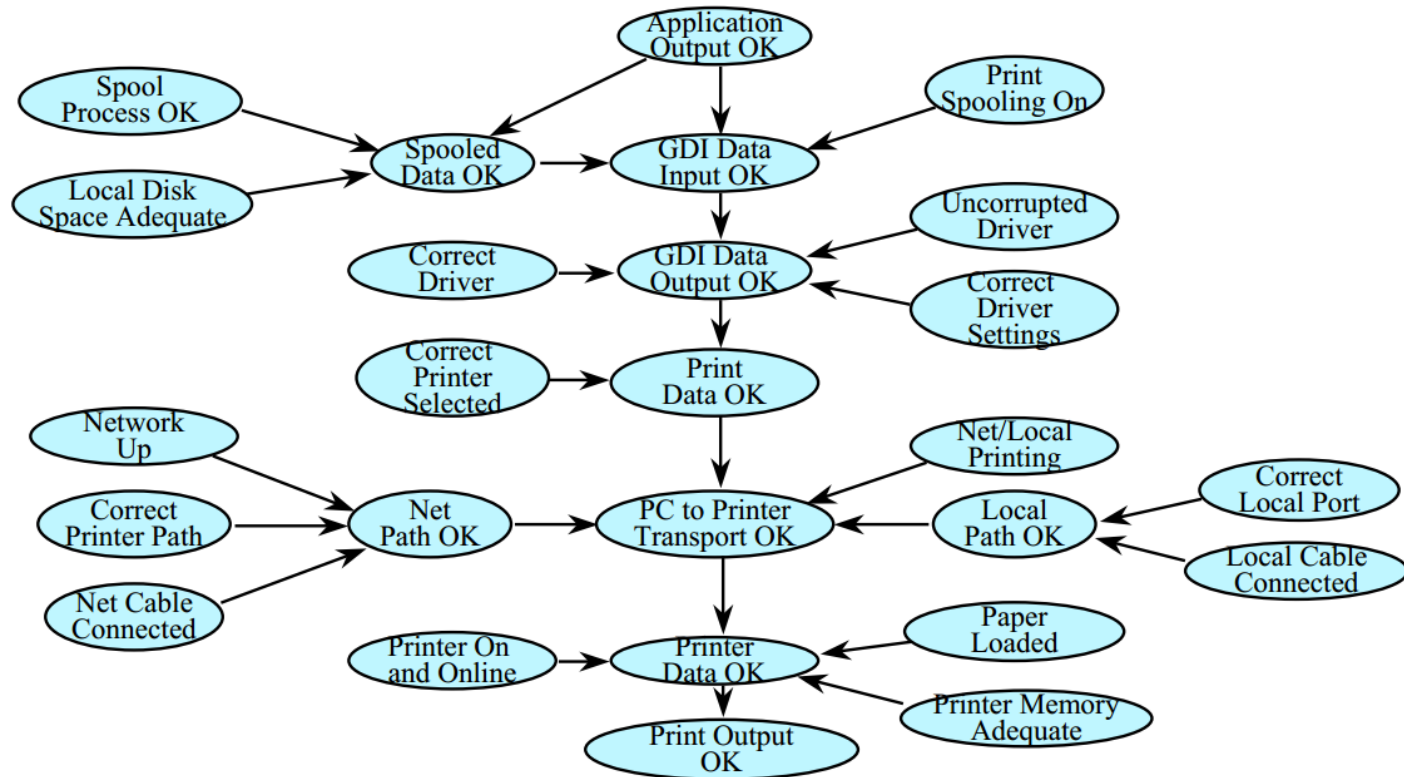 Application
Output OK
Spool
Process OK
Print
Spooling On
Spooled
Data OK
GDI Data
Input OK
Local Disk
Space Adequate
Uncorrupted
Driver
Correct
Driver
GDI Data
Output OK
Correct
Driver
Settings
Correct
Printer
Selected
Print
Data OK
Network
Up
Net/Local
Printing
Correct
Local Port
Correct
Printer Path
Net
Path OK
PC to Printer
Transport OK
Local
Path OK
Local Cable
Connected
Net Cable
Connected
Paper
Loaded
Printer On
and Online
Printer
Data OK
Printer Memory
Adequate
Print Output
OK